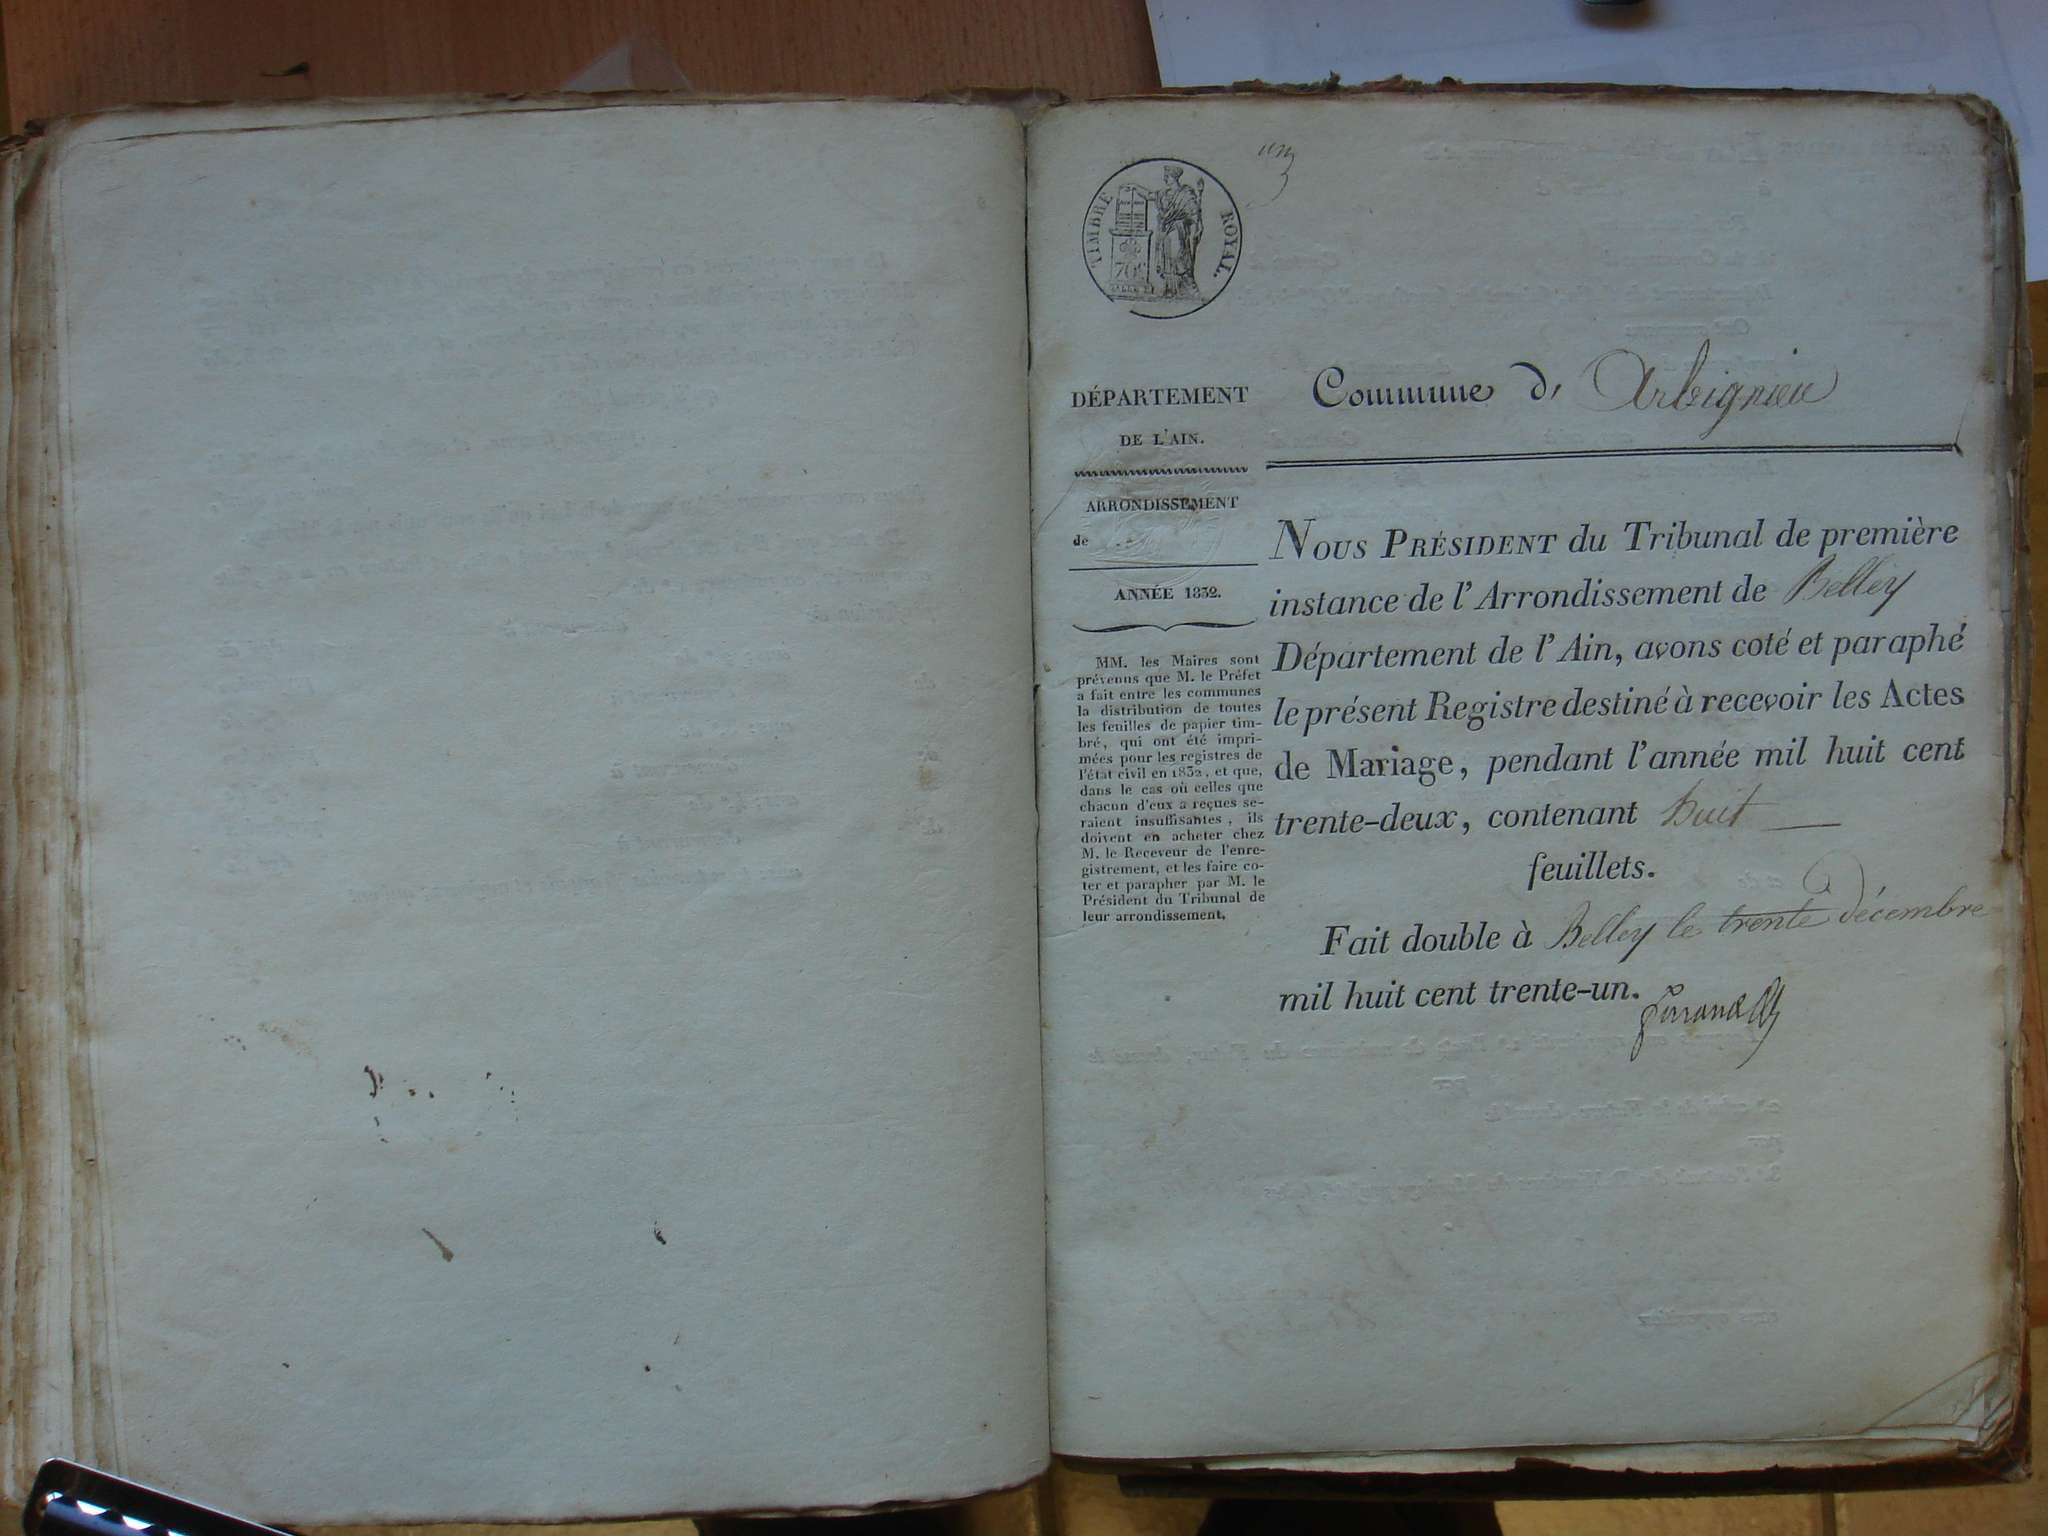 un
TIMBRE ROYAL.
70c
DÉPARTEMENT
DE L'AIN.
ARRONDISSEMENT
de
ANNÉE 1832.
MM. les Maires sont
prévenus que M. le Préfet
a fait entre les communes
la distribution de toutes
les feuilles de papier tim-
bré, qui ont été impri-
mées pour les registres de
l'état civil en 1832, et que,
dans le cas où celles que
chacun d'eux a reçues se-
raient insuffisantes, ils
doivent en acheter chez
M. le Receveur de l'enre-
gistrement, et les faire co-
ter et parapher par M. le
Président du Tribunal de
leur arrondissement.
Commune d' Arbignieu
NOUS PRÉSIDENT du Tribunal de première
instance de l'Arrondissement de Belley
Département de l'Ain, avons coté et paraphé
le présent Registre destiné à recevoir les Actes
de Mariage, pendant l'année mil huit cent
trente-deux, contenant huit
feuillets.
Fait double à Belley le trente décembre
mil huit cent trente-un.